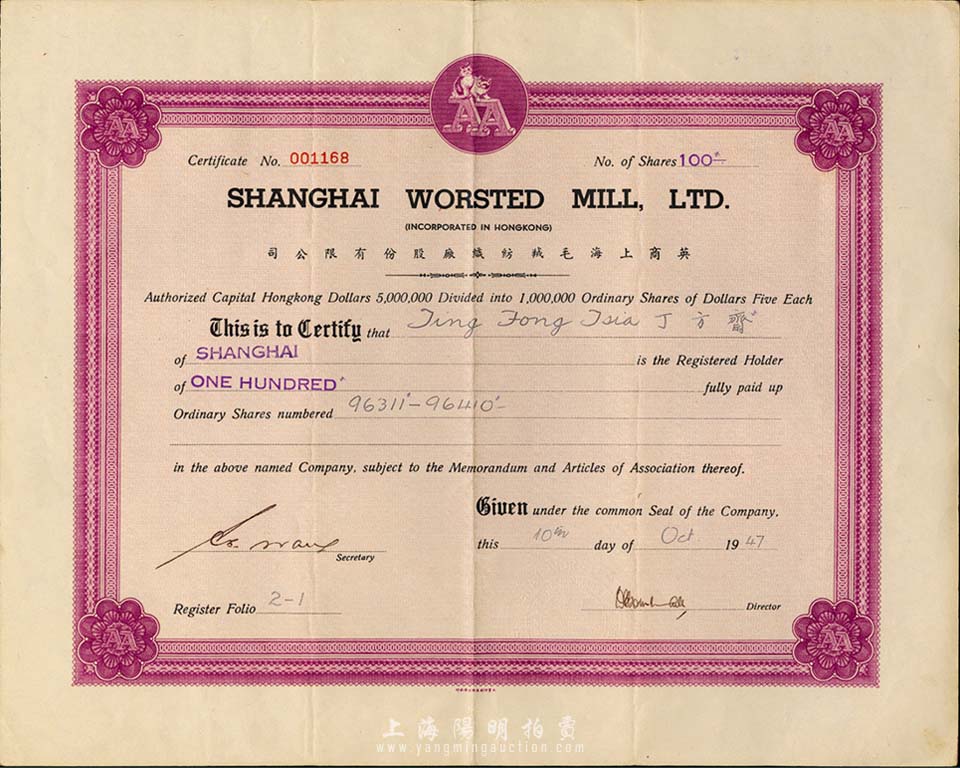 AA
AA
AA
Certificate No. 001168
No. of Shares 100
SHANGHAI WORSTED MILL, LTD.
(INCORPORATED IN HONGKONG)
司公限有份股廠織紡絨毛海上商英
Authorized Capital Hongkong Dollars 5,000,000 Divided into 1,000,000 Ordinary Shares of Dollars Five Each
This is to Certify that Ting Fong Tsia 丁方齋
of SHANGHAI is the Registered Holder
of ONE HUNDRED fully paid up
Ordinary Shares numbered 96311-96410-
in the above named Company, subject to the Memorandum and Articles of Association thereof.
Given under the common Seal of the Company,
this 10th day of Oct 1947
Secretary
Register Folio 2-1
Director
AA
AA
上海陽明拍賣
www.yangmingauction.com